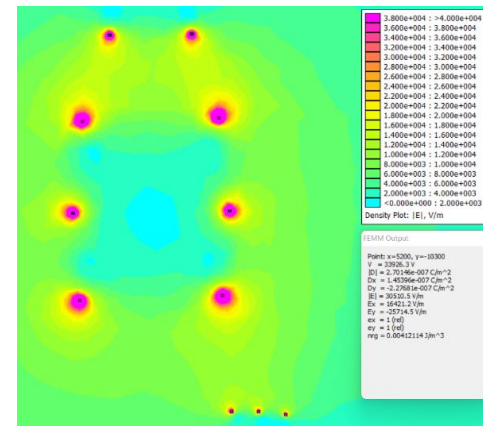 3.800e+004 : >4.000e+004
3.600e+004 : 3.800e+004
3.400e+004 : 3.600e+004
3.200e+004 : 3.400e+004
3.000e+004 : 3.200e+004
2.800e+004 : 3.000e+004
2.600e+004 : 2.800e+004
2.400e+004 : 2.600e+004
2.200e+004 : 2.400e+004
2.000e+004 : 2.200e+004
1.800e+004 : 2.000e+004
1.600e+004 : 1.800e+004
1.400e+004 : 1.600e+004
1.200e+004 : 1.400e+004
1.000e+004 : 1.200e+004
8.000e+003 : 1.000e+004
6.000e+003 : 8.000e+003
4.000e+003 : 6.000e+003
2.000e+003 : 4.000e+003
<0.000e+000 : 2.000e+003
Density Plot: |E|, V/m
FEMM Output
Point: x=5200, y=-10300
V = 33926.3 V
|D| = 2.70146e-007 C/m^2
Dx = 1.45396e-007 C/m^2
Dy = -2.27681e-007 C/m^2
|E| = 30510.5 V/m
Ex = 16421.2 V/m
Ey = -25714.5 V/m
ex = 1 (rel)
ey = 1 (rel)
nrg = 0.00412114 J/m^3